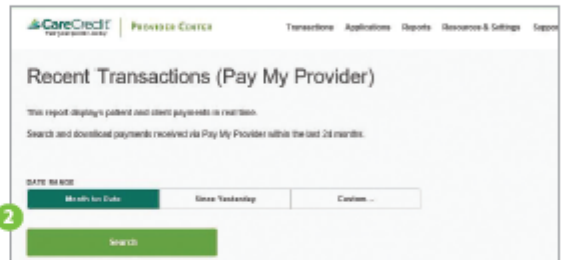 CareCredit PROVIDER CENTER Transactions Applications Reports Resources & Settings Suppor
Recent Transactions (Pay My Provider)
This report displays patient and client payments in real time.
Search and download payments received via Pay My Provider within the last 24 months.
DATE RANGE
Month to Date Since Yesterday Custom...
2
Search